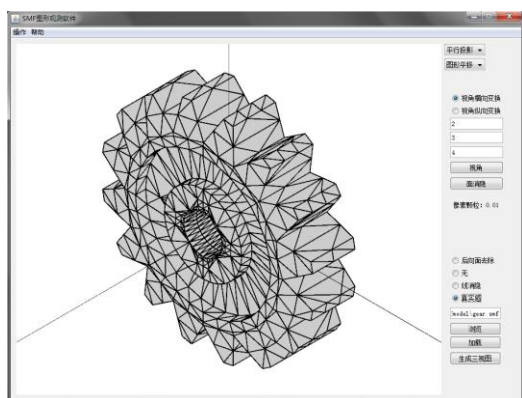 SMF图形观测软件
操作 帮助
平行投影
图形平移
视角横向变换
视角纵向变换
2
3
4
视角
面消隐
像素颗粒：0.01
后向面去除
无
线消隐
真实感
model\gear.smf
浏览
加载
生成三视图